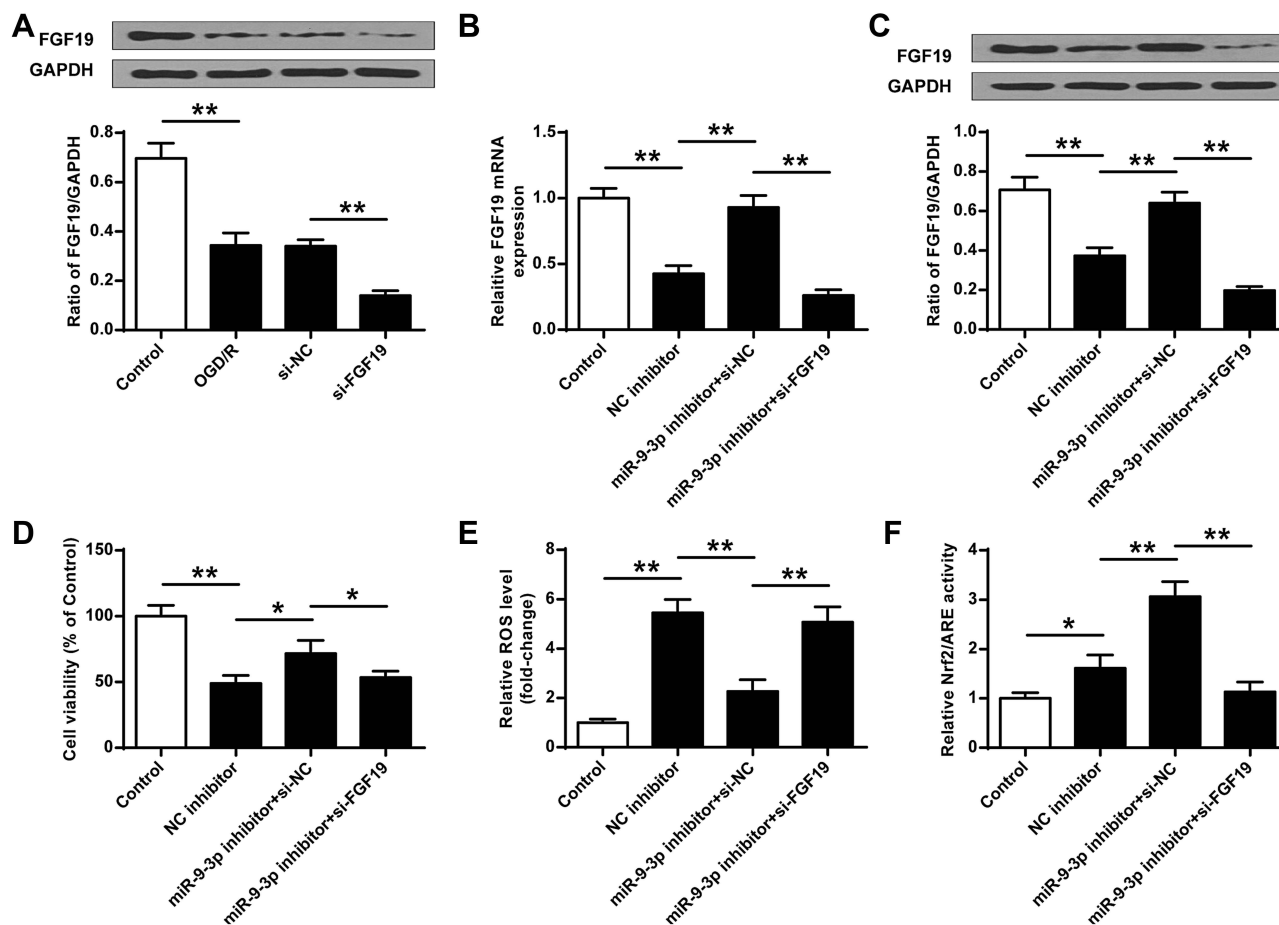 A
FGF19
GAPDH
**
**
Ratio of FGF19/GAPDH
0.8
0.6
0.4
0.2
0.0
Control
OGD/R
si-NC
si-FGF19
B
**
**
**
Relaitive FGF19 mRNA
expression
1.5
1.0
0.5
0.0
Control
NC inhibitor
miR-9-3p inhibitor+si-NC
miR-9-3p inhibitor+si-FGF19
C
FGF19
GAPDH
**
**
**
Ratio of FGF19/GAPDH
1.0
0.8
0.6
0.4
0.2
0.0
Control
NC inhibitor
miR-9-3p inhibitor+si-NC
miR-9-3p inhibitor+si-FGF19
D
**
*
*
Cell viability (% of Control)
150
100
50
0
Control
NC inhibitor
miR-9-3p inhibitor+si-NC
miR-9-3p inhibitor+si-FGF19
E
**
**
**
Relative ROS level
(fold-change)
8
6
4
2
0
Control
NC inhibitor
miR-9-3p inhibitor+si-NC
miR-9-3p inhibitor+si-FGF19
F
*
**
**
Relative Nrf2/ARE activity
4
3
2
1
0
Control
NC inhibitor
miR-9-3p inhibitor+si-NC
miR-9-3p inhibitor+si-FGF19